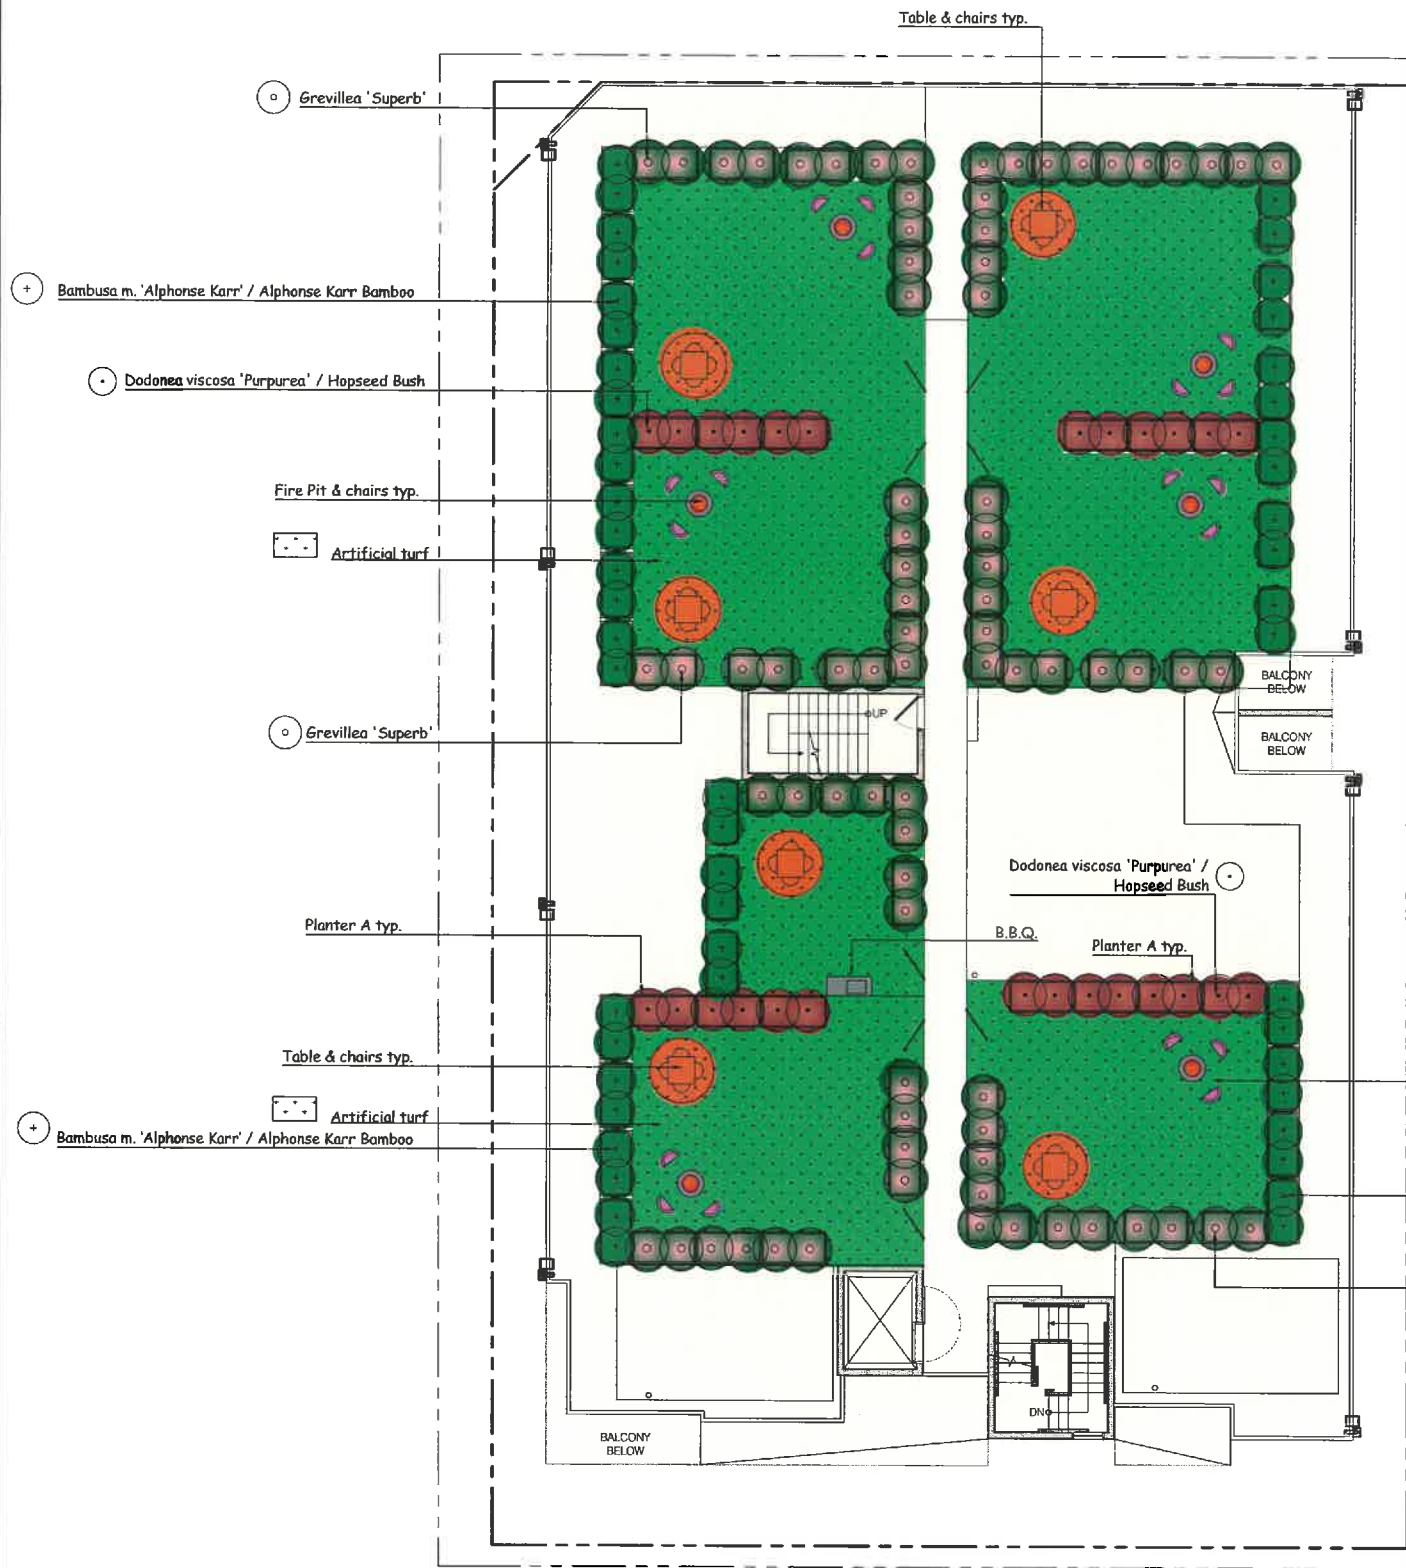 Table & chairs typ.
Grevillea 'Superb'
Bambusa m. 'Alphonse Karr' / Alphonse Karr Bamboo
Dodonea viscosa 'Purpurea' / Hopseed Bush
Fire Pit & chairs typ.
Artificial turf
BALCONY
BELOW
UP
Grevillea 'Superb'
BALCONY
BELOW
Dodonea viscosa 'Purpurea' /
Hopseed Bush
Planter A typ.
B.B.Q.
Planter A typ.
Table & chairs typ.
Artificial turf
Bambusa m. 'Alphonse Karr' / Alphonse Karr Bamboo
DN
BALCONY
BELOW